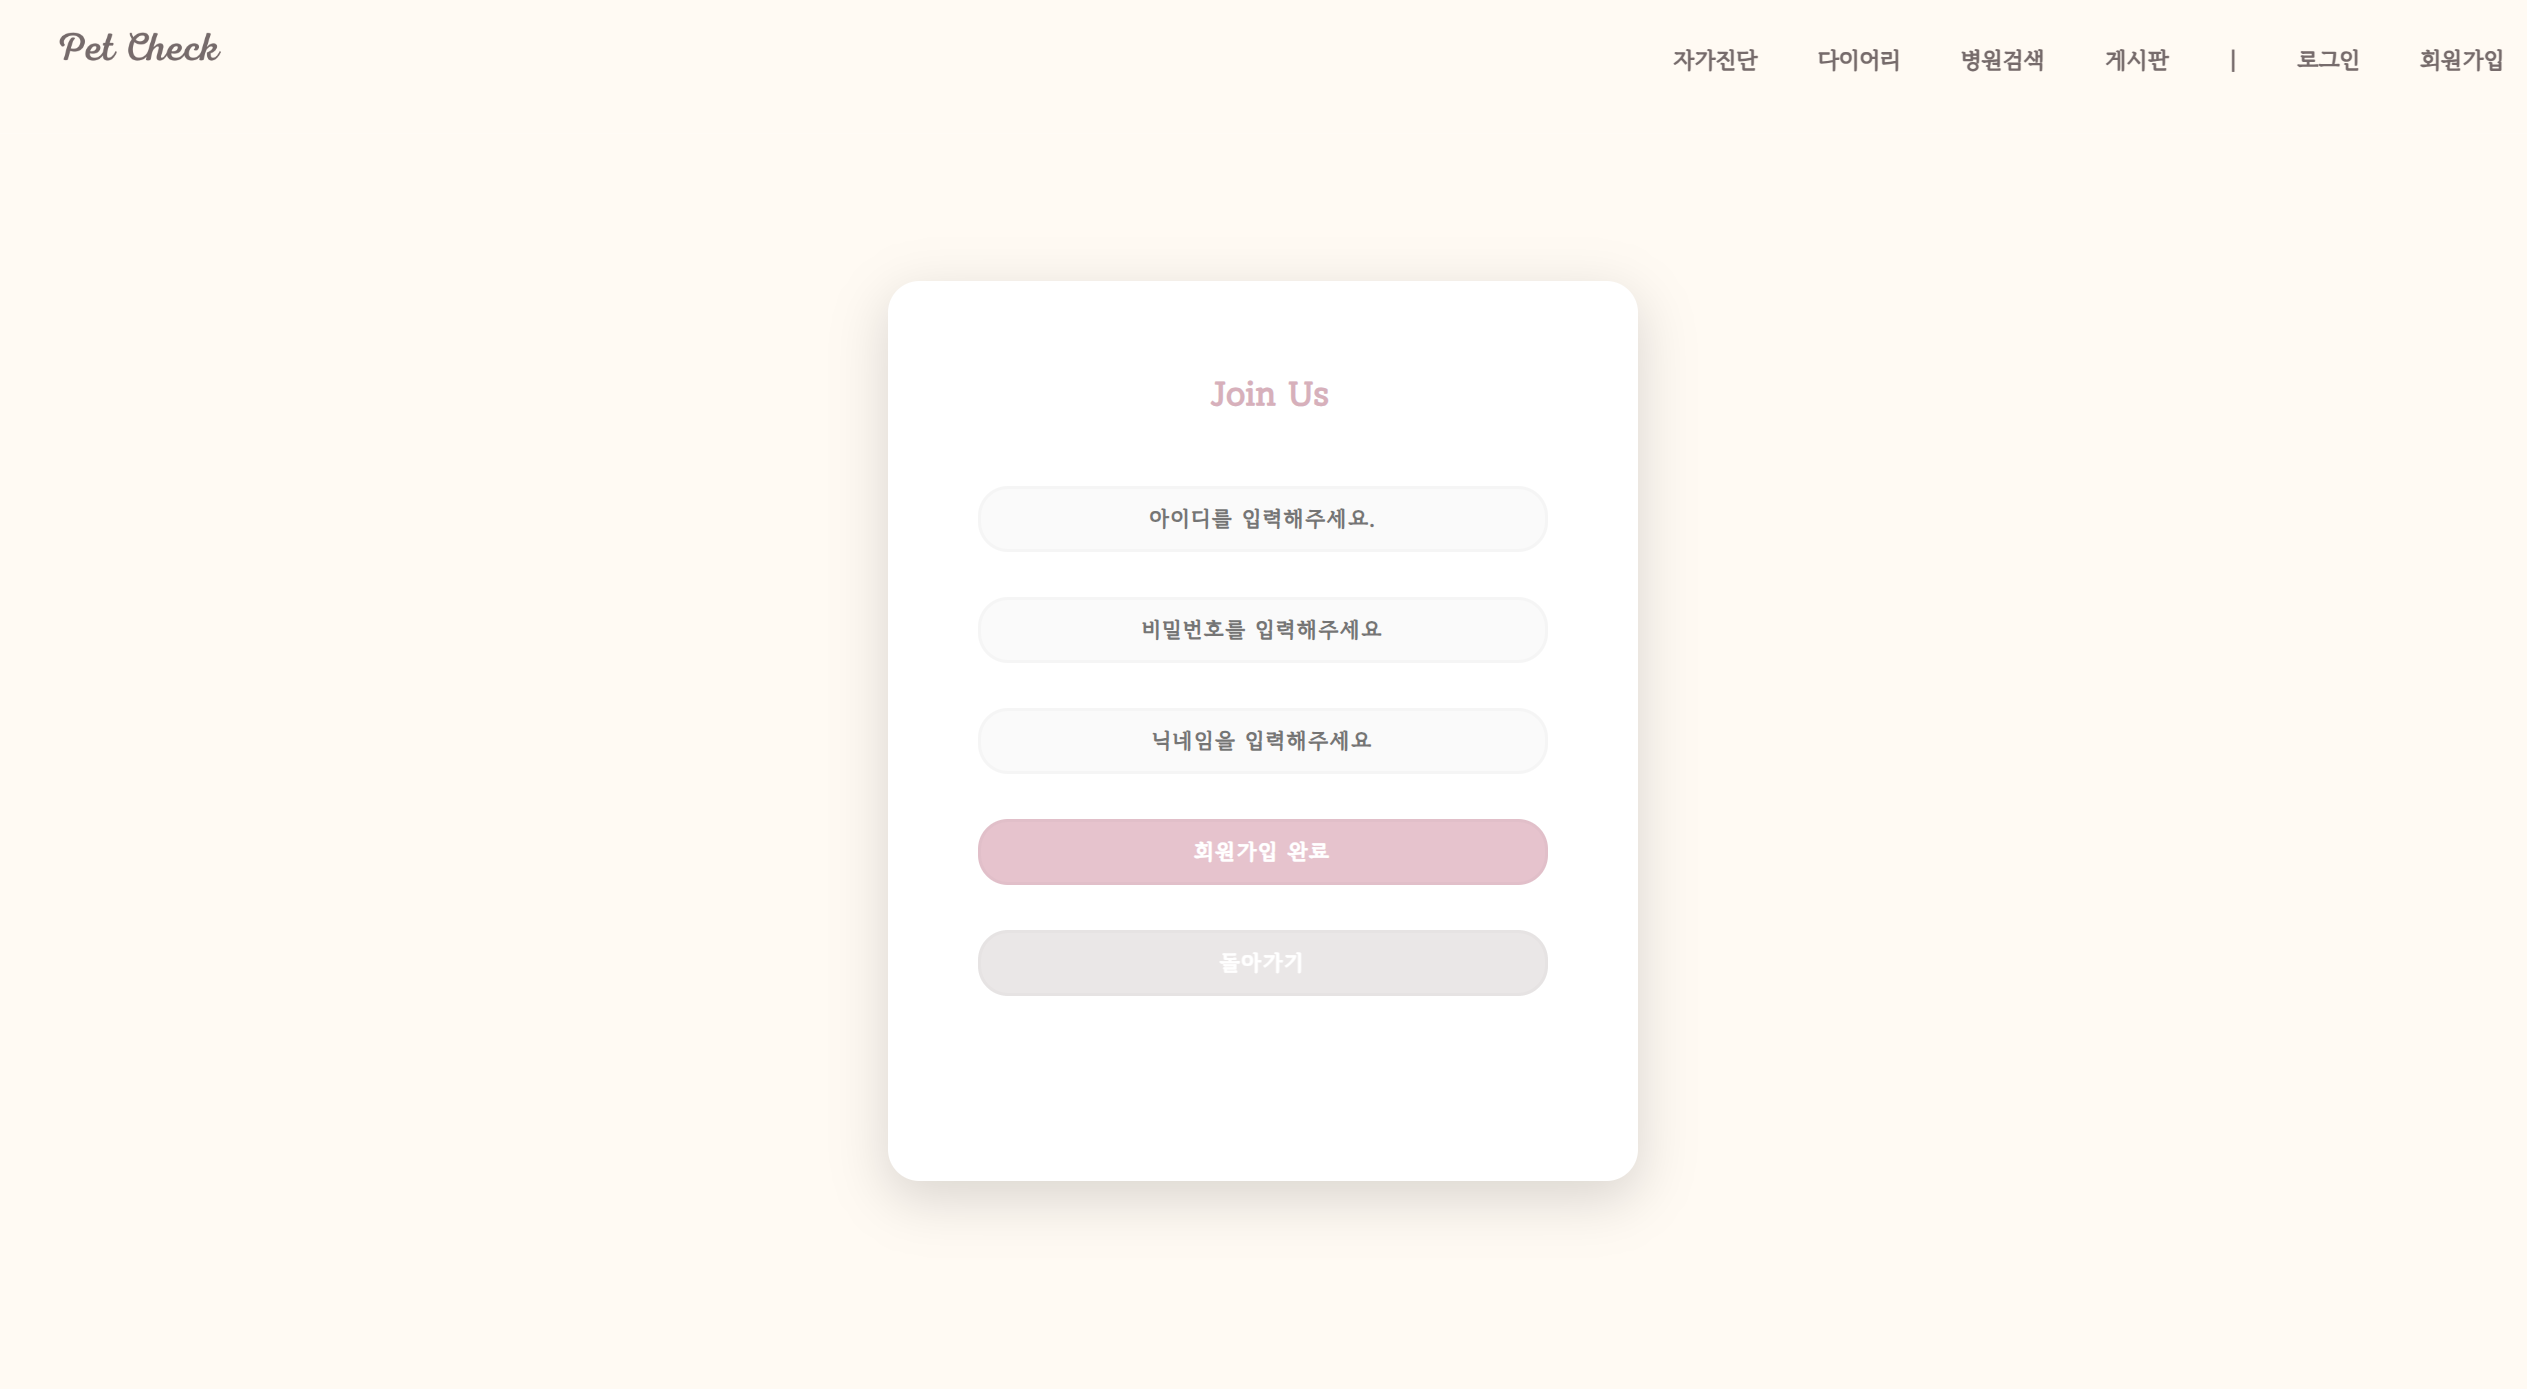 Pet Check
자가진단 다이어리 병원검색 게시판 | 로그인 회원가입
Join Us
아이디를 입력해주세요.
비밀번호를 입력해주세요
닉네임을 입력해주세요
회원가입 완료
돌아가기